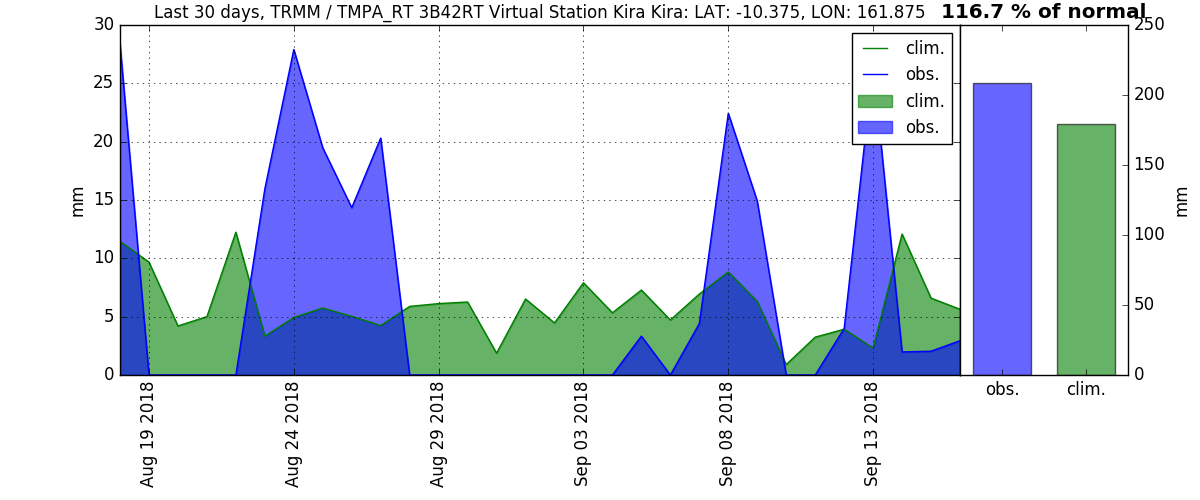 Last 30 days, TRMM / TMPA_RT 3B42RT Virtual Station Kira Kira: LAT: -10.375, LON: 161.875 116.7 % of normal
30
25
20
15
10
5
0
mm
clim.
obs.
clim.
obs.
250
200
150
100
50
0
mm
obs.
clim.
Aug 19 2018
Aug 24 2018
Aug 29 2018
Sep 03 2018
Sep 08 2018
Sep 13 2018